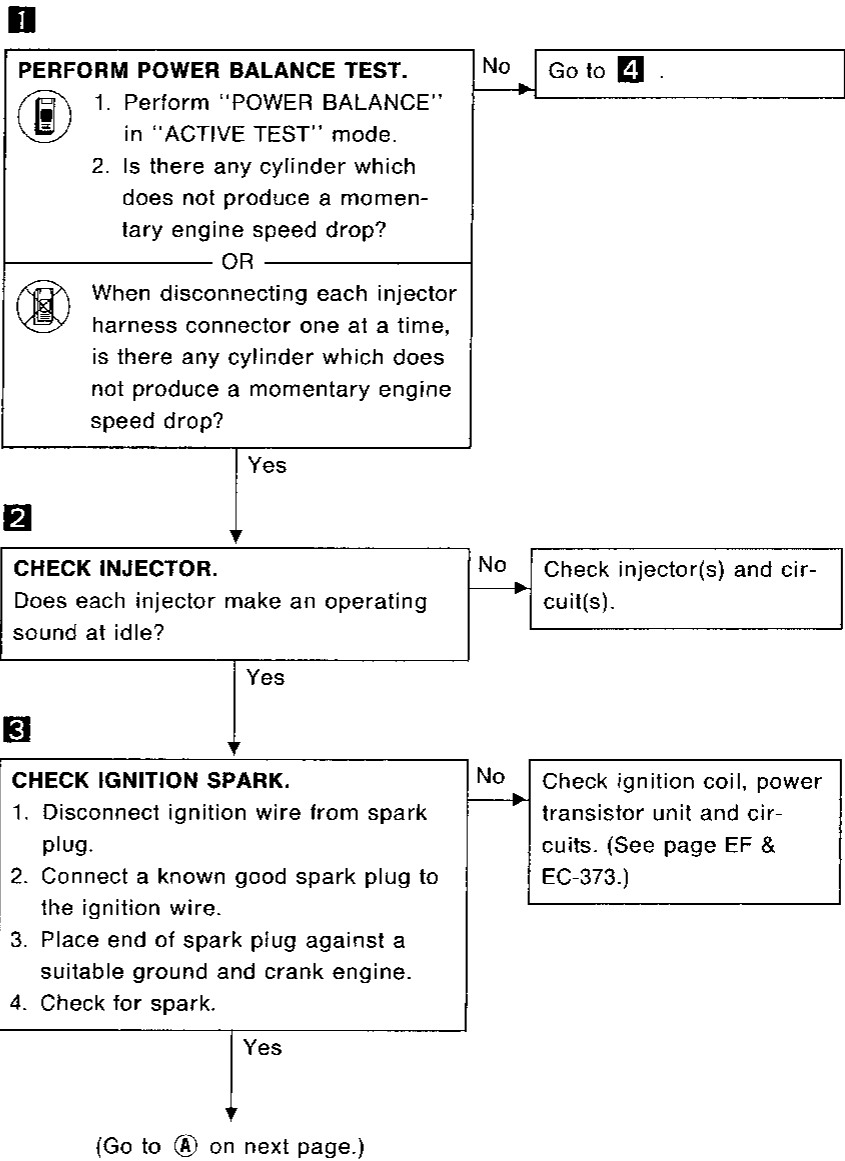 1
PERFORM POWER BALANCE TEST.
1. Perform "POWER BALANCE"
in "ACTIVE TEST" mode.
2. Is there any cylinder which
does not produce a momen-
tary engine speed drop?
OR
When disconnecting each injector
harness connector one at a time,
is there any cylinder which does
not produce a momentary engine
speed drop?
No
Go to 4 .
Yes
2
CHECK INJECTOR.
Does each injector make an operating
sound at idle?
No
Check injector(s) and cir-
cuit(s).
Yes
3
CHECK IGNITION SPARK.
1. Disconnect ignition wire from spark
plug.
2. Connect a known good spark plug to
the ignition wire.
3. Place end of spark plug against a
suitable ground and crank engine.
4. Check for spark.
No
Check ignition coil, power
transistor unit and cir-
cuits. (See page EF &
EC-373.)
Yes
(Go to Ⓐ on next page.)